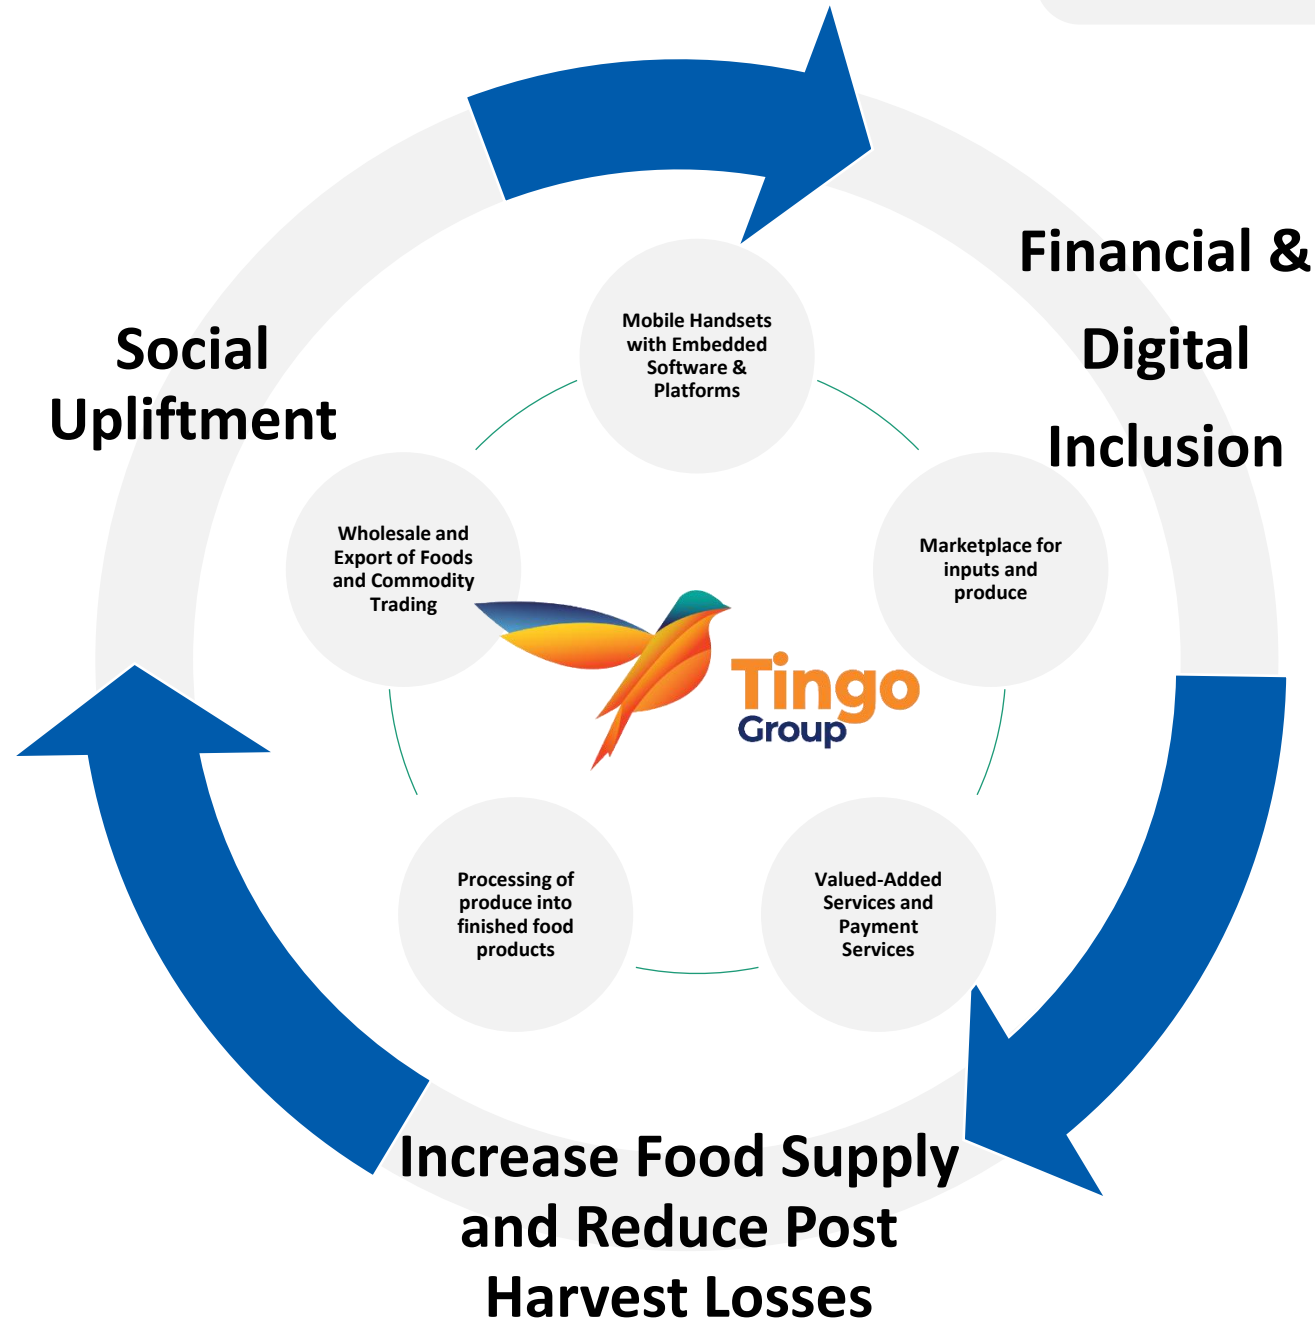 Financial &
Digital
Inclusion
Social
Upliftment
Mobile Handsets
with Embedded
Software &
Platforms
Marketplace for
inputs and
produce
Valued-Added
Services and
Payment
Services
Processing of
produce into
finished food
products
Wholesale and
Export of Foods
and Commodity
Trading
Tingo
Group
Increase Food Supply
and Reduce Post
Harvest Losses